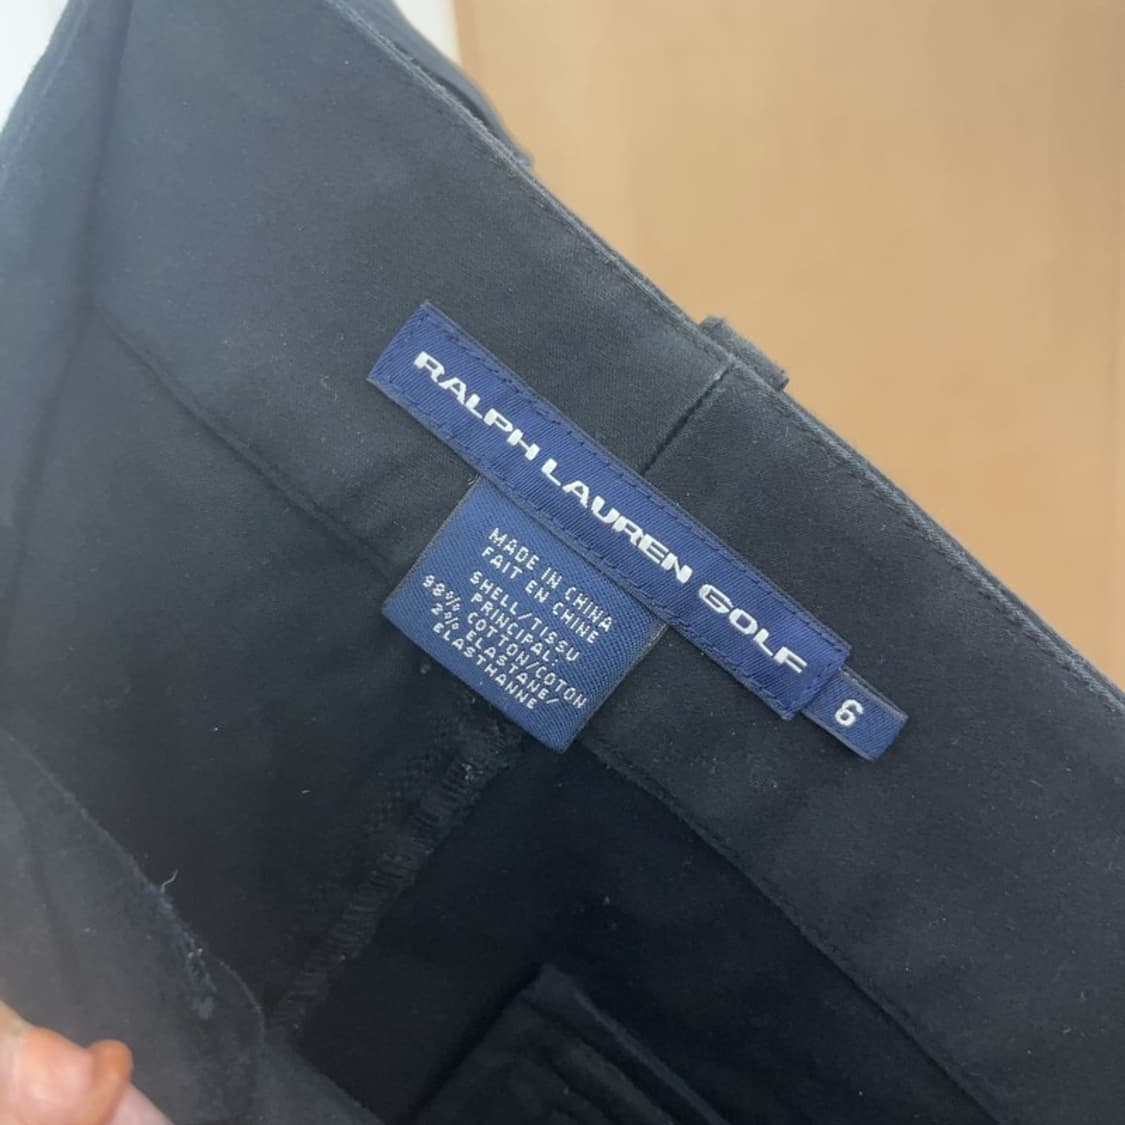 RALPH LAUREN GOLF
6
MADE IN CHINA
FAIT EN CHINE
SHELL/TISSU
PRINCIPAL:
98% COTTON/COTON
2% ELASTANE/
ELASTHANNE